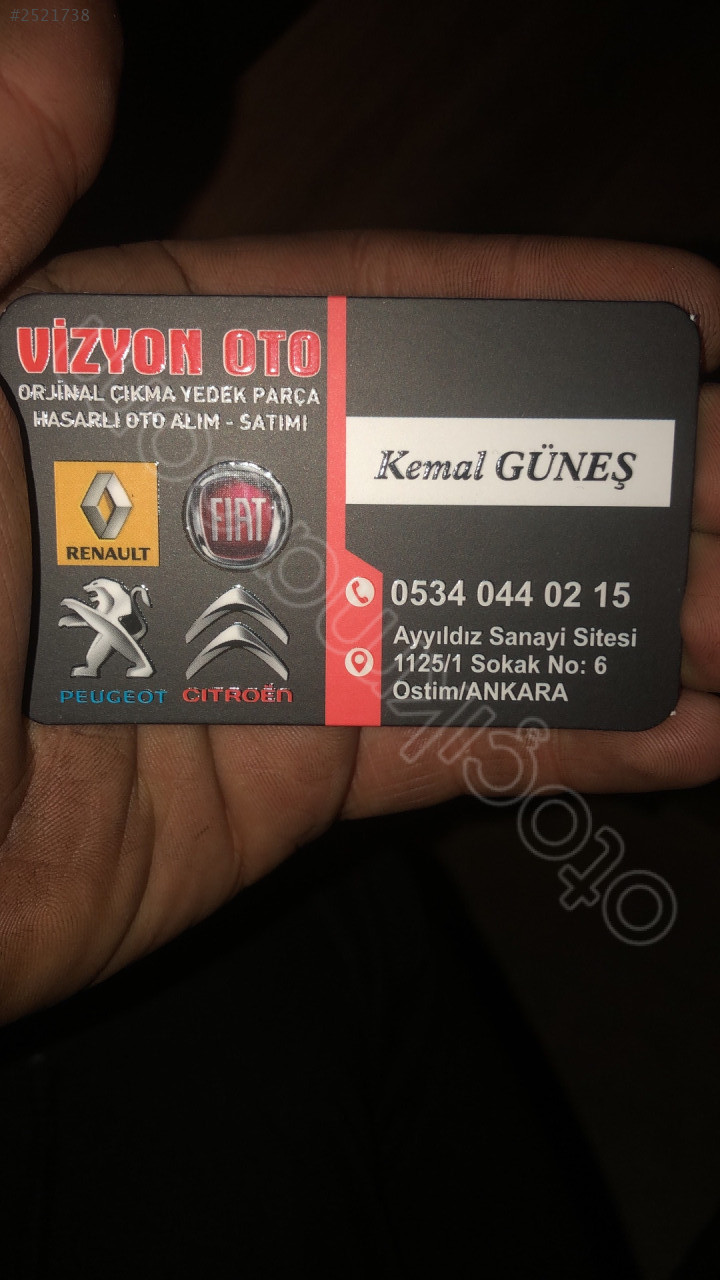 #2521738
VİZYON OTO
ORJİNAL ÇIKMA YEDEK PARÇA
HASARLI OTO ALIM - SATIMI
RENAULT
FIAT
PEUGEOT
CITROËN
Kemal GÜNEŞ
0534 044 02 15
Ayyıldız Sanayi Sitesi
1125/1 Sokak No: 6
Ostim/ANKARA